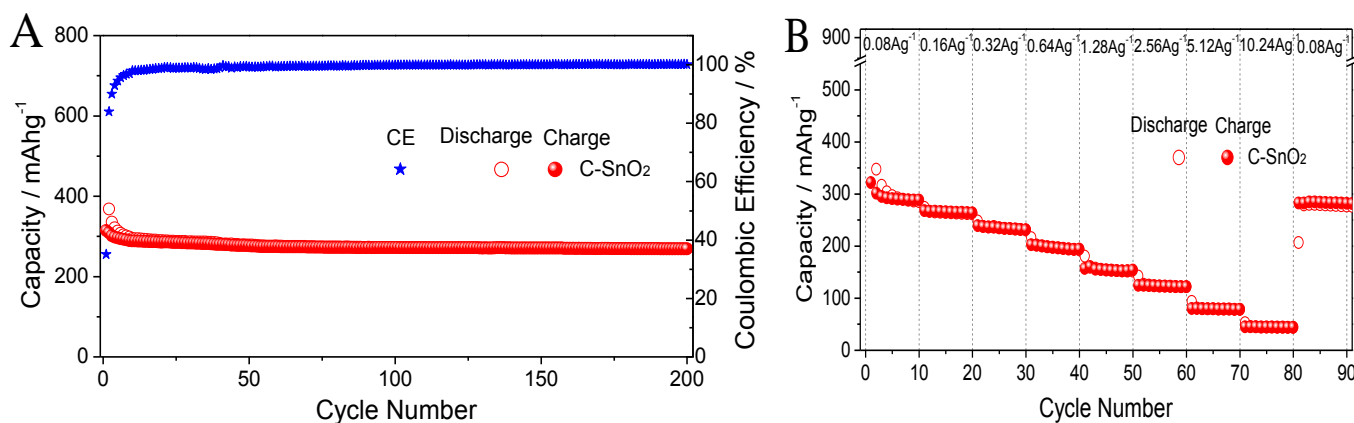 A
800
600
400
200
0
Capacity / mAhg⁻¹
100
80
60
40
20
0
Coulombic Efficiency / %
CE Discharge Charge
C-SnO₂
0 50 100 150 200
Cycle Number
B
900
500
400
300
200
100
0
Capacity / mAhg⁻¹
0.08Ag⁻¹ 0.16Ag⁻¹ 0.32Ag⁻¹ 0.64Ag⁻¹ 1.28Ag⁻¹ 2.56Ag⁻¹ 5.12Ag⁻¹ 10.24Ag⁻¹ 0.08Ag⁻¹
Discharge Charge
C-SnO₂
0 10 20 30 40 50 60 70 80 90
Cycle Number